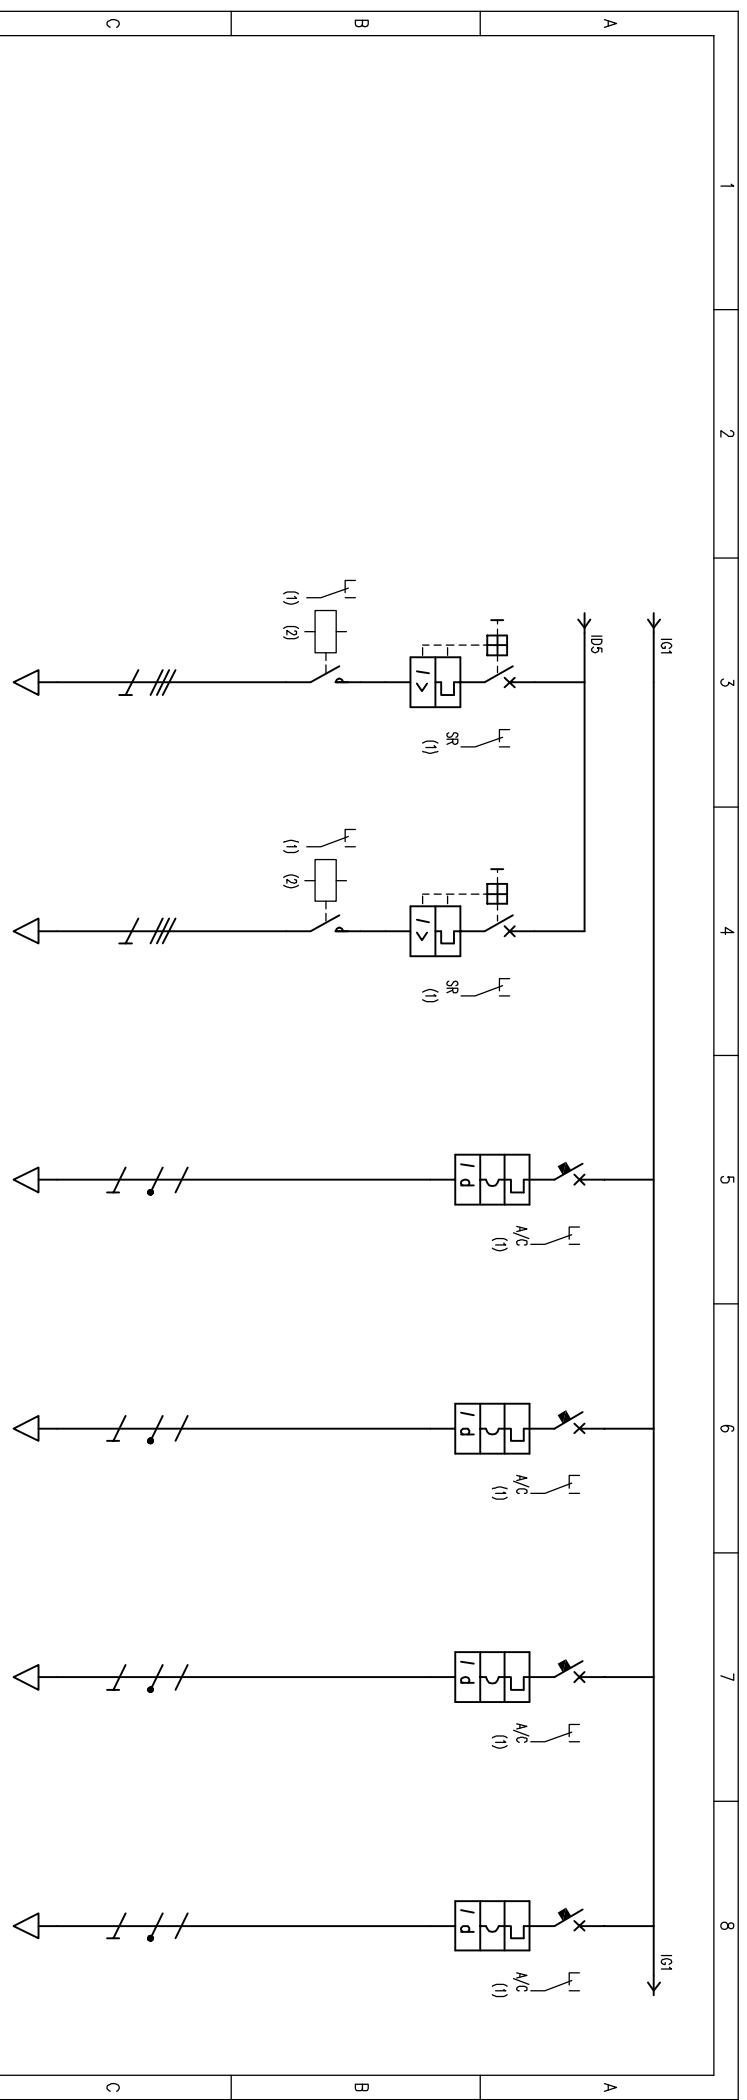 1 2 3 4 5 6 7 8
IG1 IG1
A A
ID5
A/C A/C A/C A/C
(1) (1) (1) (1)
I d I d I d I d
SR SR
(1) (1)
I > I >
B B
(1) (2) (1) (2)
C C